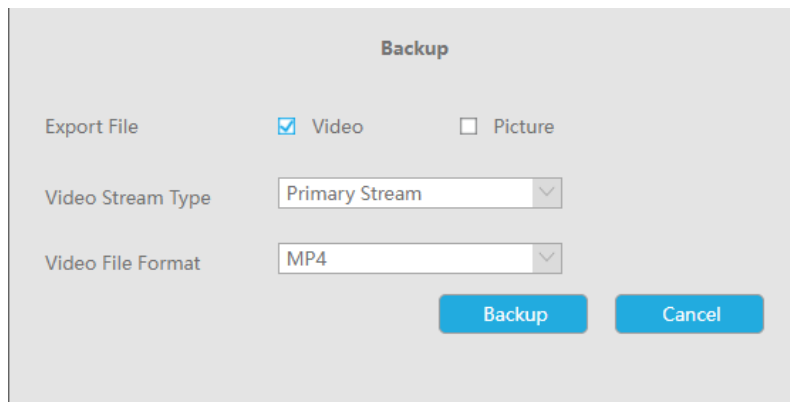 Backup
Export File Video Picture
Video Stream Type Primary Stream
Video File Format MP4
Backup Cancel